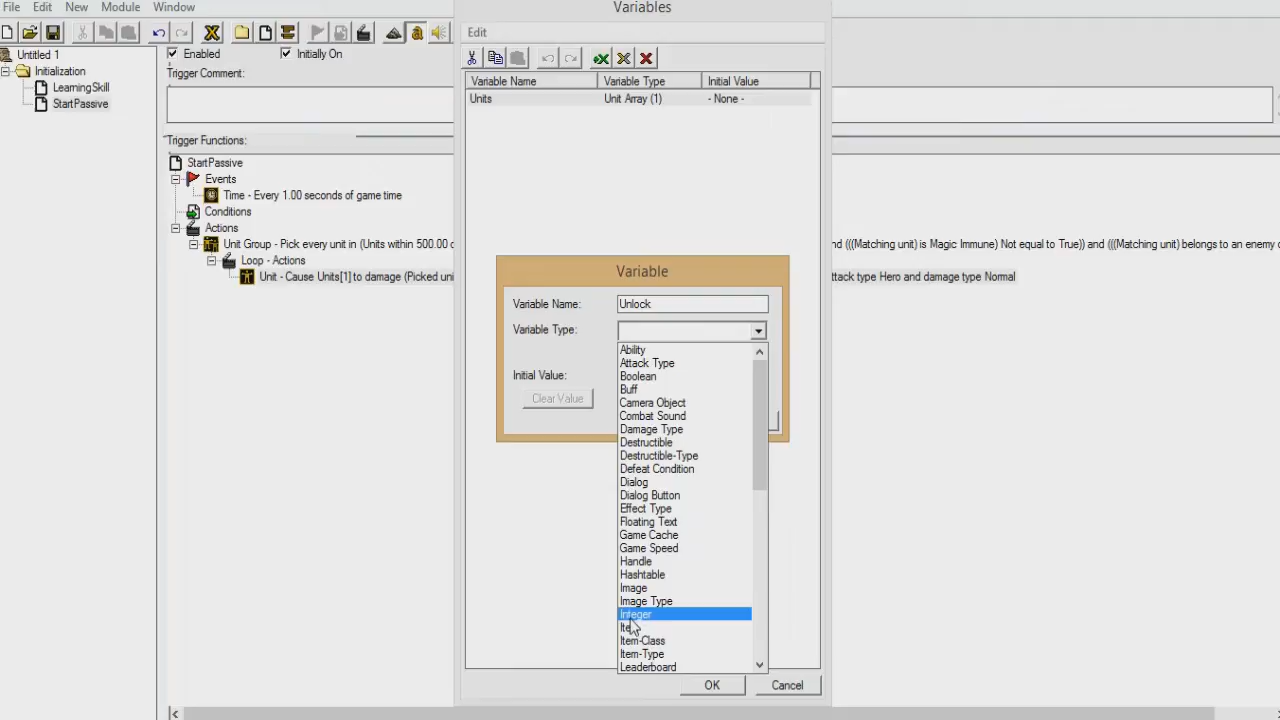 File Edit New Module Window
Untitled 1
Initialization
LearningSkill
StartPassive
Enabled
Initially On
Trigger Comment:
Trigger Functions:
StartPassive
Events
Time - Every 1.00 seconds of game time
Conditions
Actions
Unit Group - Pick every unit in (Units within 500.00
and (((Matching unit) is Magic Immune) Not equal to True)) and (((Matching unit) belongs to an enemy
Loop - Actions
Unit - Cause Units[1] to damage (Picked
attack type Hero and damage type Normal
Variables
Edit
Variable Name Variable Type Initial Value
Units Unit Array (1) - None -
Variable
Variable Name: Unlock
Variable Type:
Initial Value:
Clear Value
Ability
Attack Type
Boolean
Buff
Camera Object
Combat Sound
Damage Type
Destructible
Destructible-Type
Defeat Condition
Dialog
Dialog Button
Effect Type
Floating Text
Game Cache
Game Speed
Handle
Hashtable
Image
Image Type
Integer
Item-Class
Item-Type
Leaderboard
OK Cancel